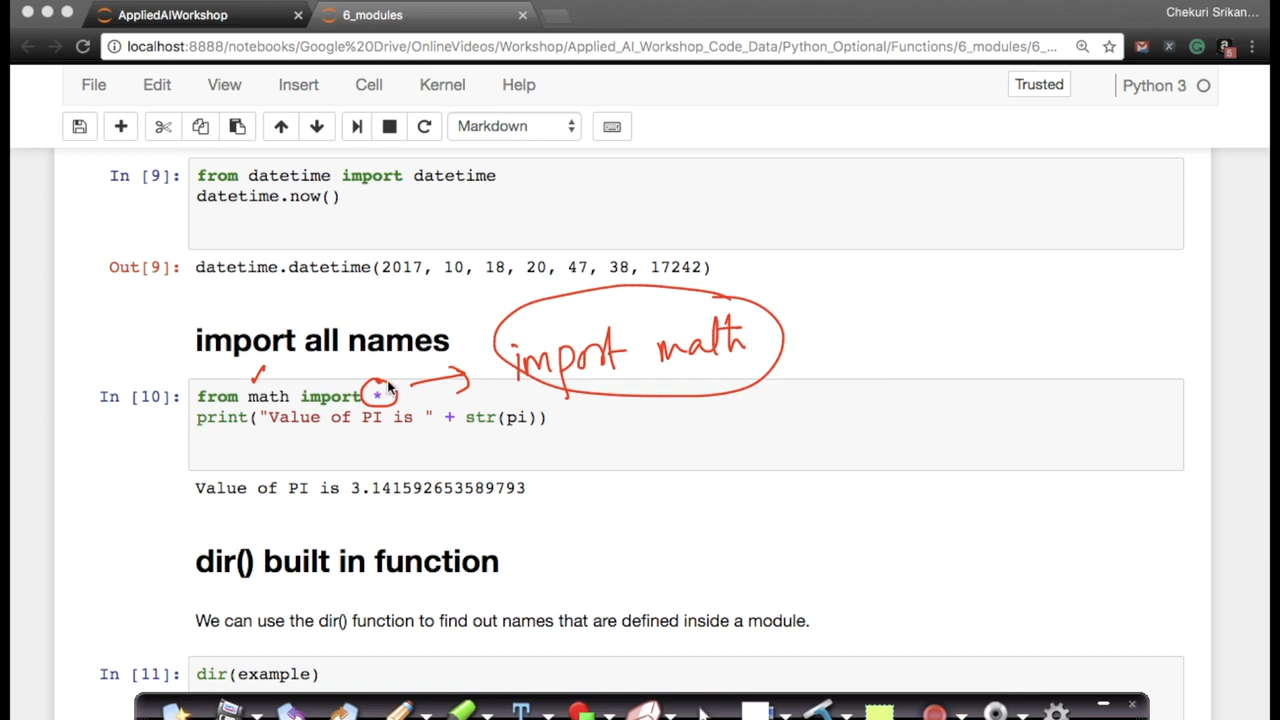 AppliedAIWorkshop
6_modules
Chekuri Srikan...
localhost:8888/notebooks/Google%20Drive/OnlineVideos/Workshop/Applied_AI_Workshop_Code_Data/Python_Optional/Functions/6_modules/6_...
File Edit View Insert Cell Kernel Help Trusted Python 3
Markdown
In [9]: from datetime import datetime
datetime.now()
Out[9]: datetime.datetime(2017, 10, 18, 20, 47, 38, 17242)
import all names
import math
In [10]: from math import *
print("Value of PI is " + str(pi))
Value of PI is 3.141592653589793
dir() built in function
We can use the dir() function to find out names that are defined inside a module.
In [11]: dir(example)